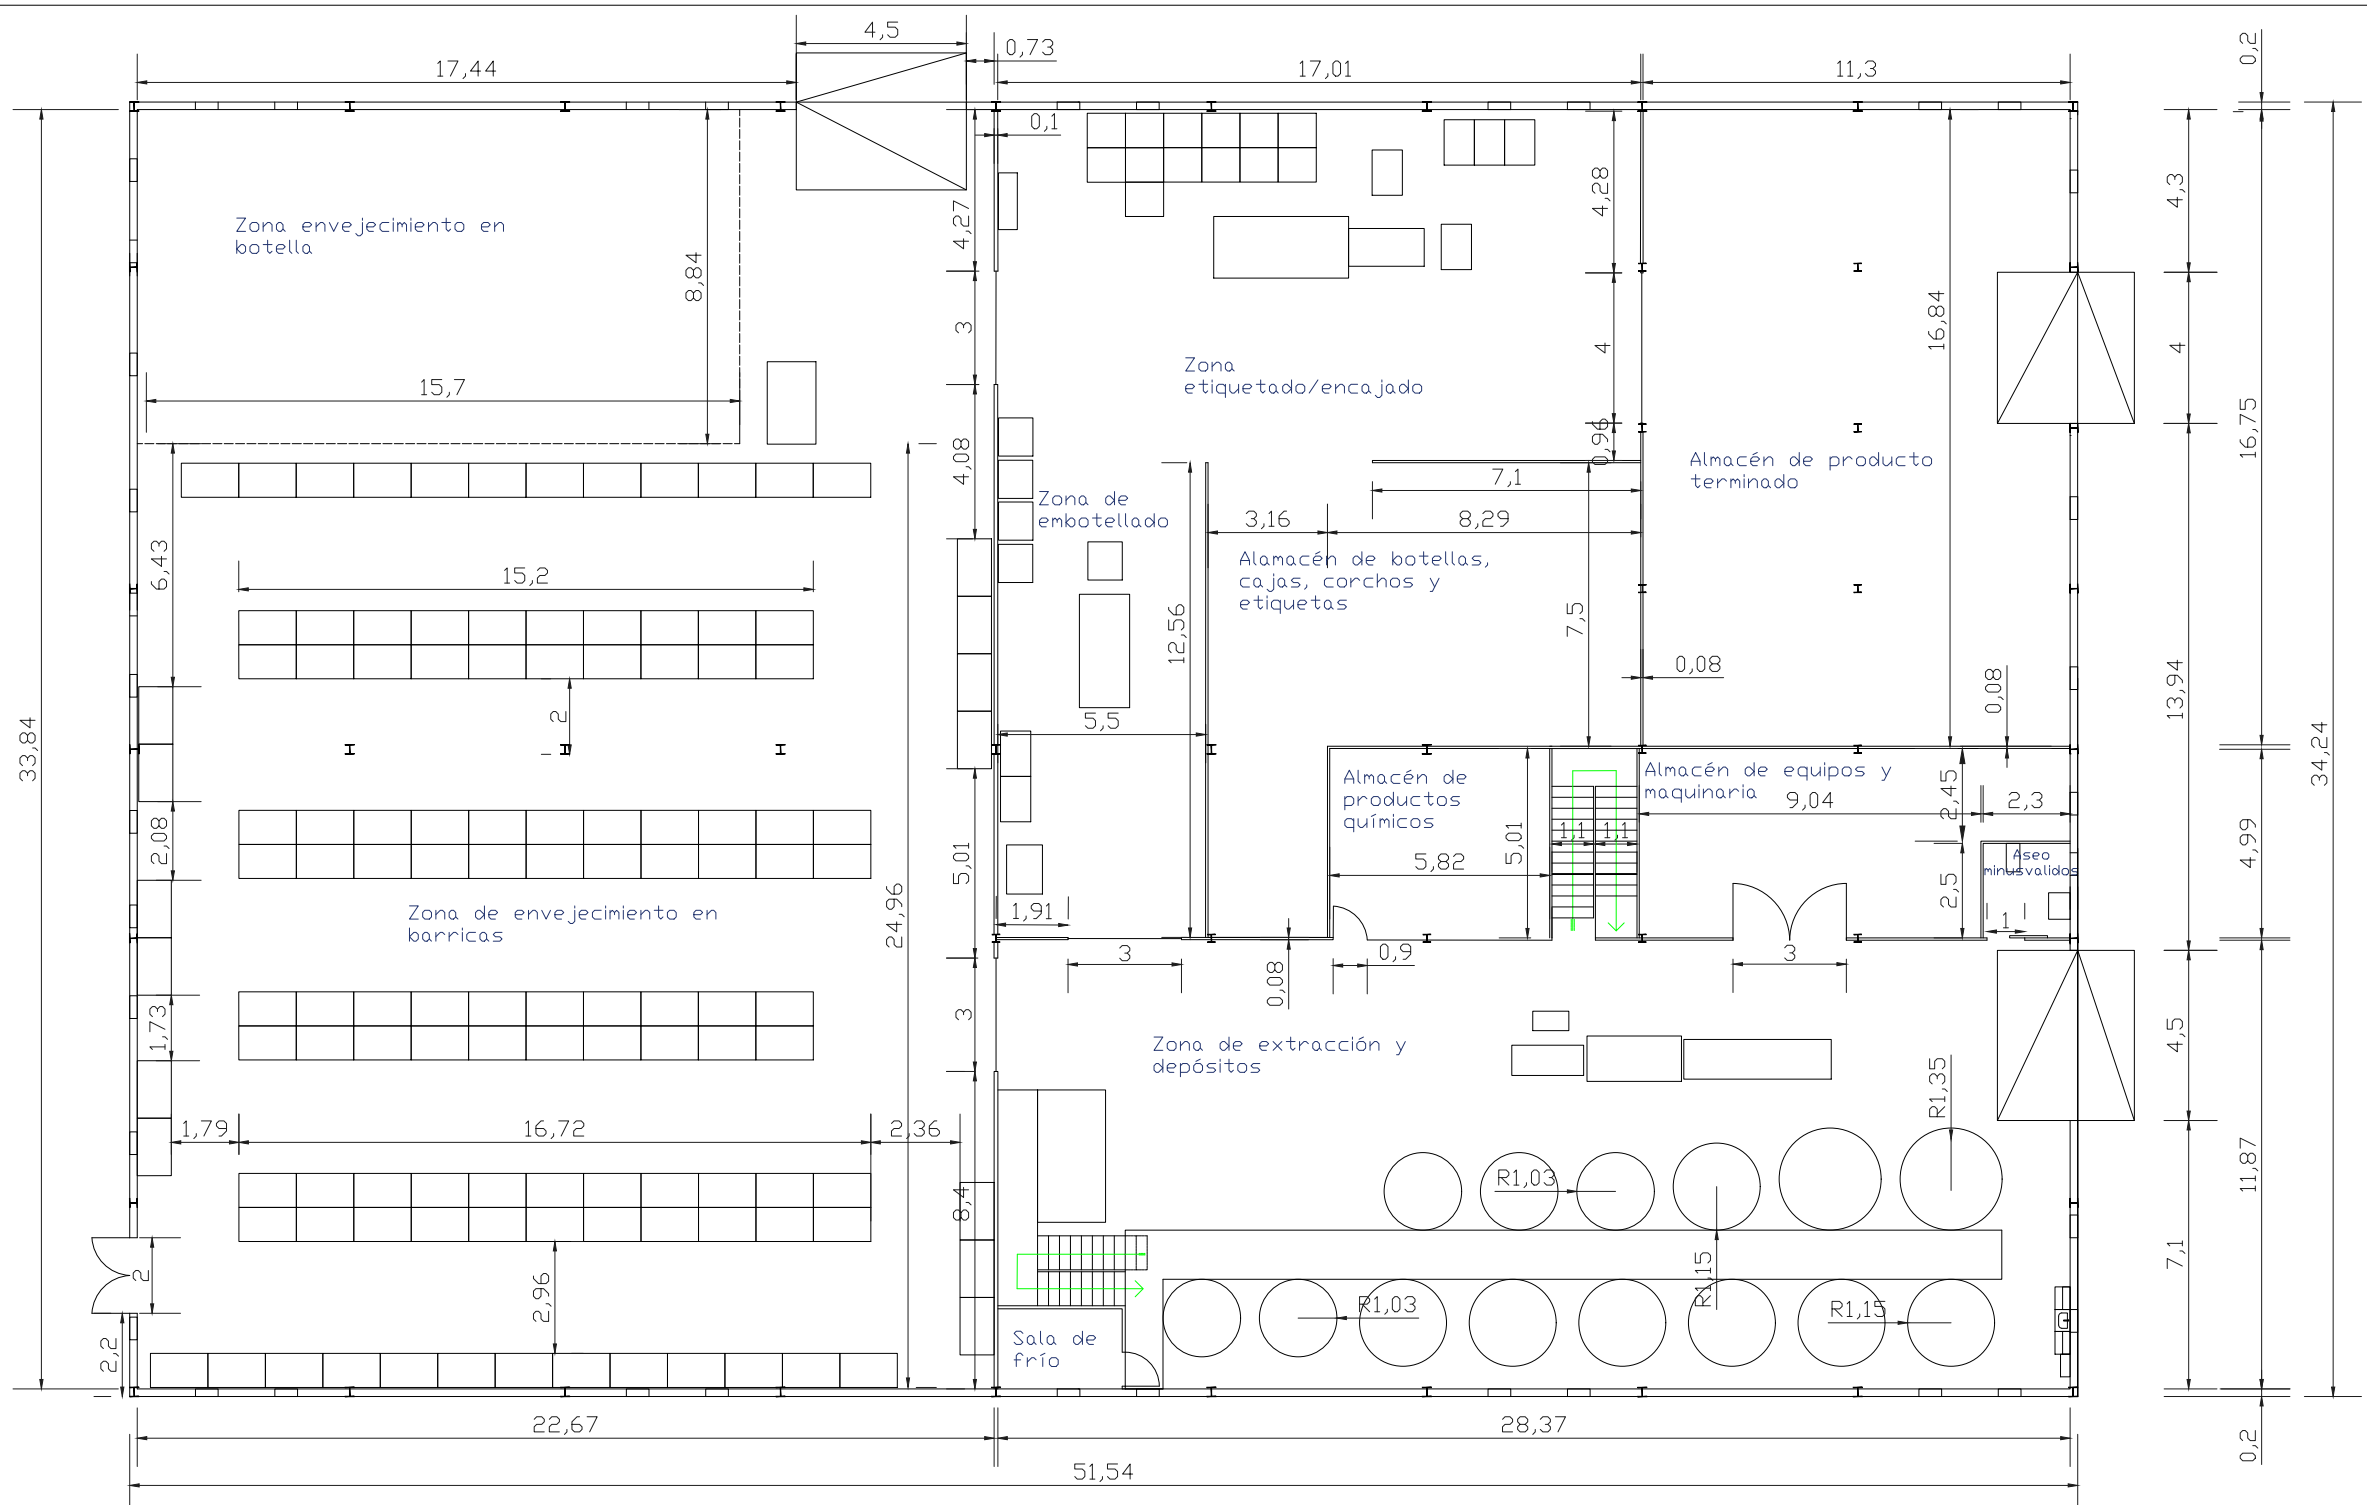 4,5
0,73
0,2
17,44
17,01
11,3
0,1
4,28
4,3
Zona envejecimiento en
botella
4,27
8,84
16,84
3
4
4
Zona
etiquetado/encajado
15,7
16,75
0,96
4,08
Almacén de producto
terminado
7,1
Zona de
embotellado
3,16
8,29
6,43
15,2
Alamacén de botellas,
cajas, corchos y
etiquetas
7,5
12,56
0,08
0,08
13,94
2
5,5
33,84
34,24
Almacén de
productos
químicos
Almacén de equipos y
maquinaria
9,04
2,3
2,45
2,08
5,01
5,01
1,1
1,1
4,99
5,82
Aseo
minusvalidos
2,5
24,96
1,91
1
Zona de envejecimiento en
barricas
3
0,9
3
0,08
1,73
3
Zona de extracción y
depósitos
4,5
R1,35
1,79
16,72
2,36
R1,03
8,4
11,87
7,1
R1,15
2
2,96
R1,03
R1,15
2,2
Sala de
frío
22,67
28,37
0,2
51,54